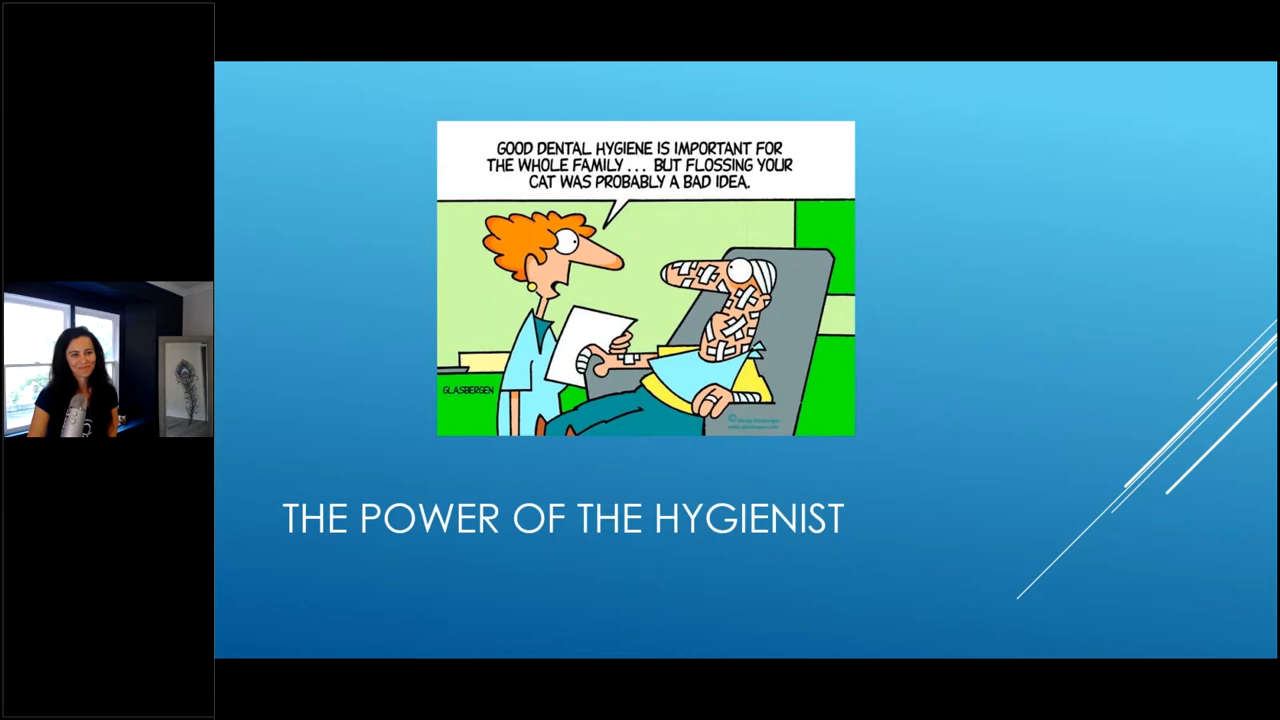 GOOD DENTAL HYGIENE IS IMPORTANT FOR
THE WHOLE FAMILY . . . BUT FLOSSING YOUR
CAT WAS PROBABLY A BAD IDEA.
GLASBERGEN
THE POWER OF THE HYGIENIST